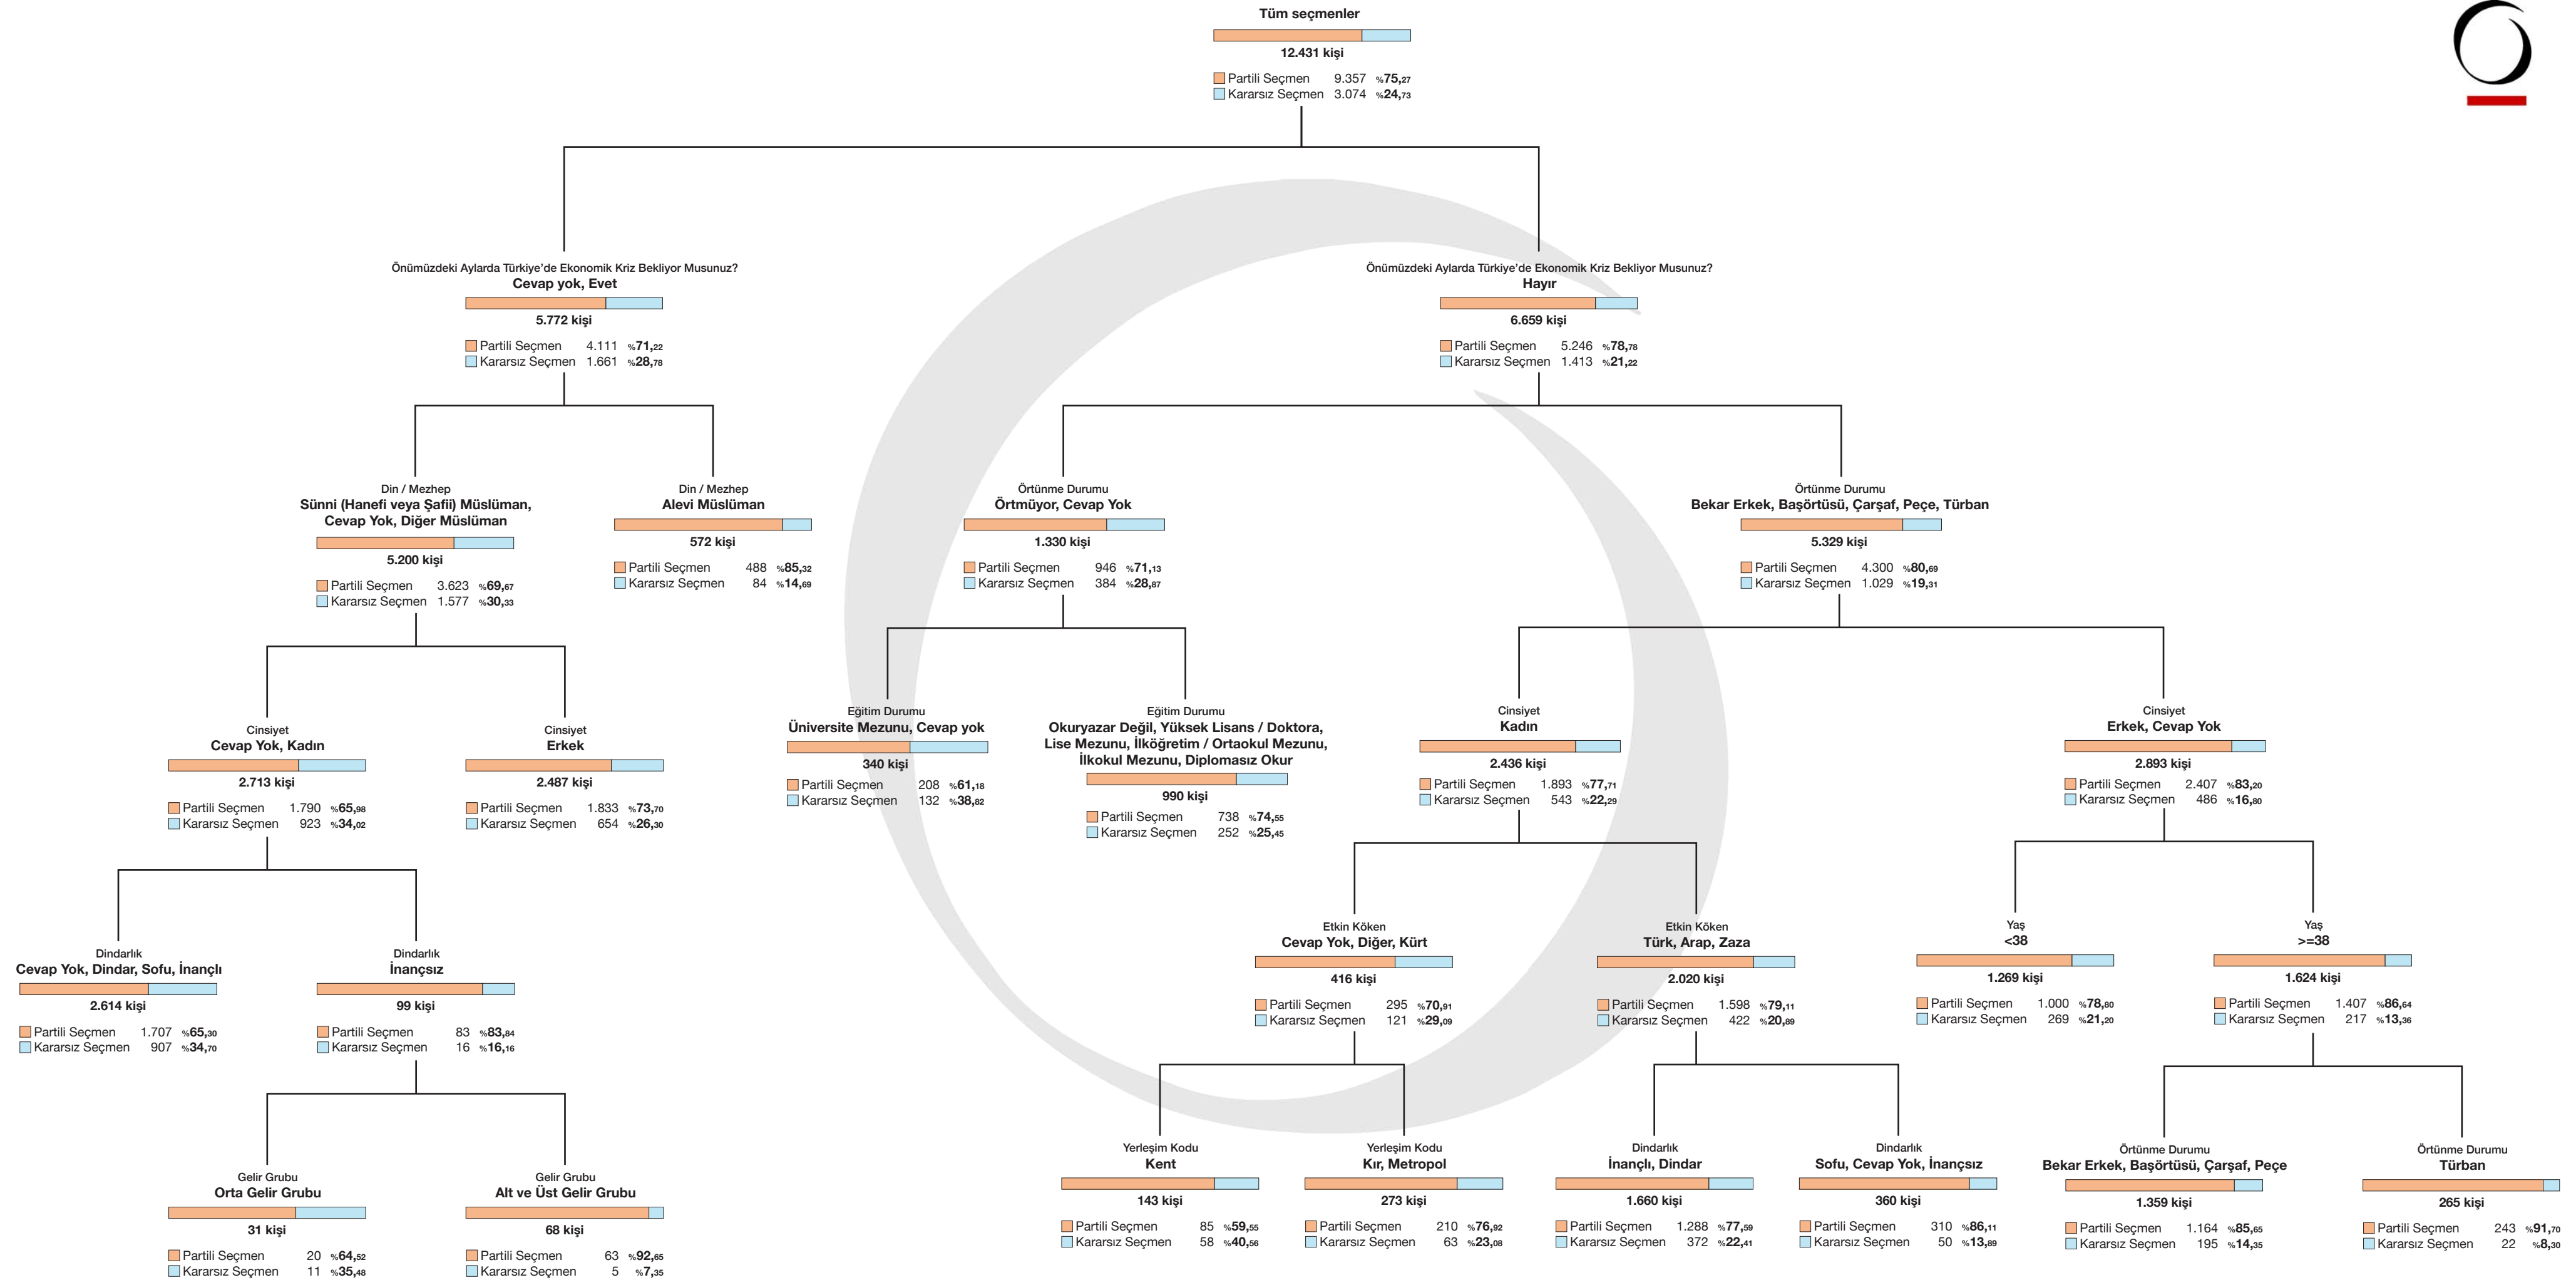 Tüm seçmenler
12.431 kişi
Partili Seçmen 9.357 %75,27
Kararsız Seçmen 3.074 %24,73
Önümüzdeki Aylarda Türkiye'de Ekonomik Kriz Bekliyor Musunuz?
Cevap yok, Evet
5.772 kişi
Partili Seçmen 4.111 %71,22
Kararsız Seçmen 1.661 %28,78
Önümüzdeki Aylarda Türkiye'de Ekonomik Kriz Bekliyor Musunuz?
Hayır
6.659 kişi
Partili Seçmen 5.246 %78,78
Kararsız Seçmen 1.413 %21,22
Din / Mezhep
Sünni (Hanefi veya Şafii) Müslüman,
Cevap Yok, Diğer Müslüman
5.200 kişi
Partili Seçmen 3.623 %69,67
Kararsız Seçmen 1.577 %30,33
Din / Mezhep
Alevi Müslüman
572 kişi
Partili Seçmen 488 %85,32
Kararsız Seçmen 84 %14,69
Örtünme Durumu
Örtmüyor, Cevap Yok
1.330 kişi
Partili Seçmen 946 %71,13
Kararsız Seçmen 384 %28,87
Örtünme Durumu
Bekar Erkek, Başörtüsü, Çarşaf, Peçe, Türban
5.329 kişi
Partili Seçmen 4.300 %80,69
Kararsız Seçmen 1.029 %19,31
Cinsiyet
Cevap Yok, Kadın
2.713 kişi
Partili Seçmen 1.790 %65,98
Kararsız Seçmen 923 %34,02
Cinsiyet
Erkek
2.487 kişi
Partili Seçmen 1.833 %73,70
Kararsız Seçmen 654 %26,30
Eğitim Durumu
Üniversite Mezunu, Cevap yok
340 kişi
Partili Seçmen 208 %61,18
Kararsız Seçmen 132 %38,82
Eğitim Durumu
Okuryazar Değil, Yüksek Lisans / Doktora,
Lise Mezunu, İlköğretim / Ortaokul Mezunu,
İlkokul Mezunu, Diplomasız Okur
990 kişi
Partili Seçmen 738 %74,55
Kararsız Seçmen 252 %25,45
Cinsiyet
Kadın
2.436 kişi
Partili Seçmen 1.893 %77,71
Kararsız Seçmen 543 %22,29
Cinsiyet
Erkek, Cevap Yok
2.893 kişi
Partili Seçmen 2.407 %83,20
Kararsız Seçmen 486 %16,80
Dindarlık
Cevap Yok, Dindar, Sofu, İnançlı
2.614 kişi
Partili Seçmen 1.707 %65,30
Kararsız Seçmen 907 %34,70
Dindarlık
İnançsız
99 kişi
Partili Seçmen 83 %83,84
Kararsız Seçmen 16 %16,16
Etkin Köken
Cevap Yok, Diğer, Kürt
416 kişi
Partili Seçmen 295 %70,91
Kararsız Seçmen 121 %29,09
Etkin Köken
Türk, Arap, Zaza
2.020 kişi
Partili Seçmen 1.598 %79,11
Kararsız Seçmen 422 %20,89
Yaş
<38
1.269 kişi
Partili Seçmen 1.000 %78,80
Kararsız Seçmen 269 %21,20
Yaş
>=38
1.624 kişi
Partili Seçmen 1.407 %86,64
Kararsız Seçmen 217 %13,36
Gelir Grubu
Orta Gelir Grubu
31 kişi
Partili Seçmen 20 %64,52
Kararsız Seçmen 11 %35,48
Gelir Grubu
Alt ve Üst Gelir Grubu
68 kişi
Partili Seçmen 63 %92,65
Kararsız Seçmen 5 %7,35
Yerleşim Kodu
Kent
143 kişi
Partili Seçmen 85 %59,55
Kararsız Seçmen 58 %40,56
Yerleşim Kodu
Kır, Metropol
273 kişi
Partili Seçmen 210 %76,92
Kararsız Seçmen 63 %23,08
Dindarlık
İnançlı, Dindar
1.660 kişi
Partili Seçmen 1.288 %77,59
Kararsız Seçmen 372 %22,41
Dindarlık
Sofu, Cevap Yok, İnançsız
360 kişi
Partili Seçmen 310 %86,11
Kararsız Seçmen 50 %13,89
Örtünme Durumu
Bekar Erkek, Başörtüsü, Çarşaf, Peçe
1.359 kişi
Partili Seçmen 1.164 %85,65
Kararsız Seçmen 195 %14,35
Örtünme Durumu
Türban
265 kişi
Partili Seçmen 243 %91,70
Kararsız Seçmen 22 %8,30